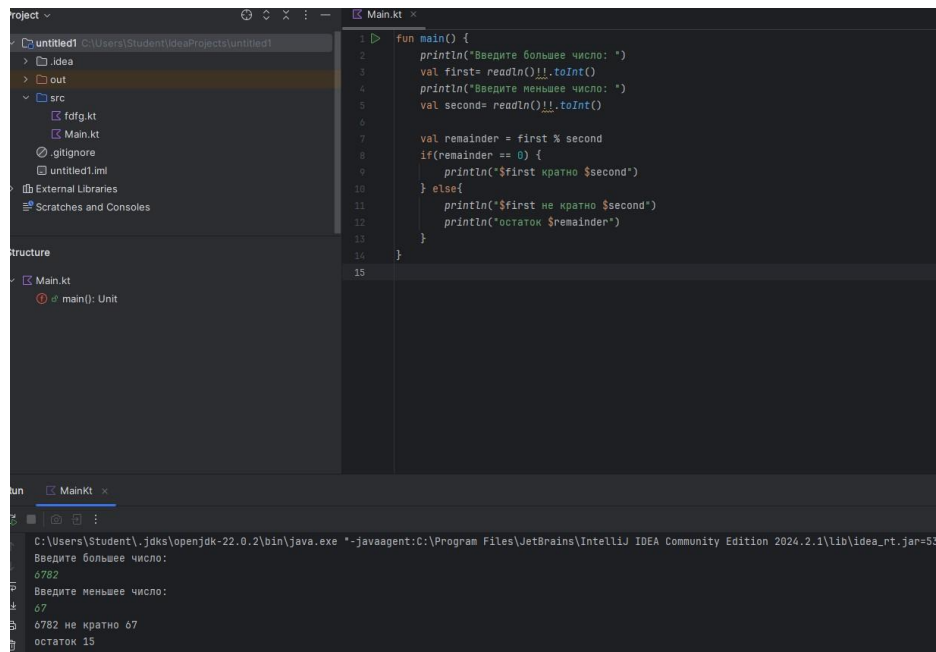 Project
Main.kt
untitled1 C:\Users\Student\IdeaProjects\untitled1
.idea
out
src
fdfg.kt
Main.kt
.gitignore
untitled1.iml
External Libraries
Scratches and Consoles
Structure
Main.kt
main(): Unit
1 fun main() {
2 println("Введите большее число: ")
3 val first= readln()!!.toInt()
4 println("Введите меньшее число: ")
5 val second= readln()!!.toInt()
6
7 val remainder = first % second
8 if(remainder == 0) {
9 println("$first кратно $second")
10 } else{
11 println("$first не кратно $second")
12 println("остаток $remainder")
13 }
14 }
15
Run MainKt
C:\Users\Student\.jdks\openjdk-22.0.2\bin\java.exe "-javaagent:C:\Program Files\JetBrains\IntelliJ IDEA Community Edition 2024.2.1\lib\idea_rt.jar=53
Введите большее число:
6782
Введите меньшее число:
67
6782 не кратно 67
остаток 15